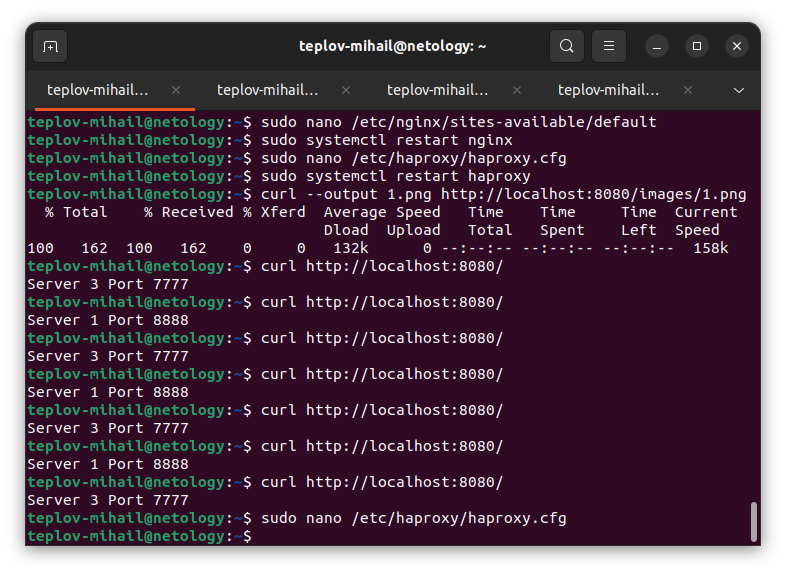 teplov-mihail@netology: ~
teplov-mihail… teplov-mihail… teplov-mihail… teplov-mihail…
teplov-mihail@netology:~$ sudo nano /etc/nginx/sites-available/default
teplov-mihail@netology:~$ sudo systemctl restart nginx
teplov-mihail@netology:~$ sudo nano /etc/haproxy/haproxy.cfg
teplov-mihail@netology:~$ sudo systemctl restart haproxy
teplov-mihail@netology:~$ curl --output 1.png http://localhost:8080/images/1.png
  % Total    % Received % Xferd  Average Speed   Time    Time     Time  Current
                                 Dload  Upload   Total   Spent    Left  Speed
100   162  100   162    0     0   132k      0 --:--:-- --:--:-- --:--:--  158k
teplov-mihail@netology:~$ curl http://localhost:8080/
Server 3 Port 7777
teplov-mihail@netology:~$ curl http://localhost:8080/
Server 1 Port 8888
teplov-mihail@netology:~$ curl http://localhost:8080/
Server 3 Port 7777
teplov-mihail@netology:~$ curl http://localhost:8080/
Server 1 Port 8888
teplov-mihail@netology:~$ curl http://localhost:8080/
Server 3 Port 7777
teplov-mihail@netology:~$ curl http://localhost:8080/
Server 1 Port 8888
teplov-mihail@netology:~$ curl http://localhost:8080/
Server 3 Port 7777
teplov-mihail@netology:~$ sudo nano /etc/haproxy/haproxy.cfg
teplov-mihail@netology:~$